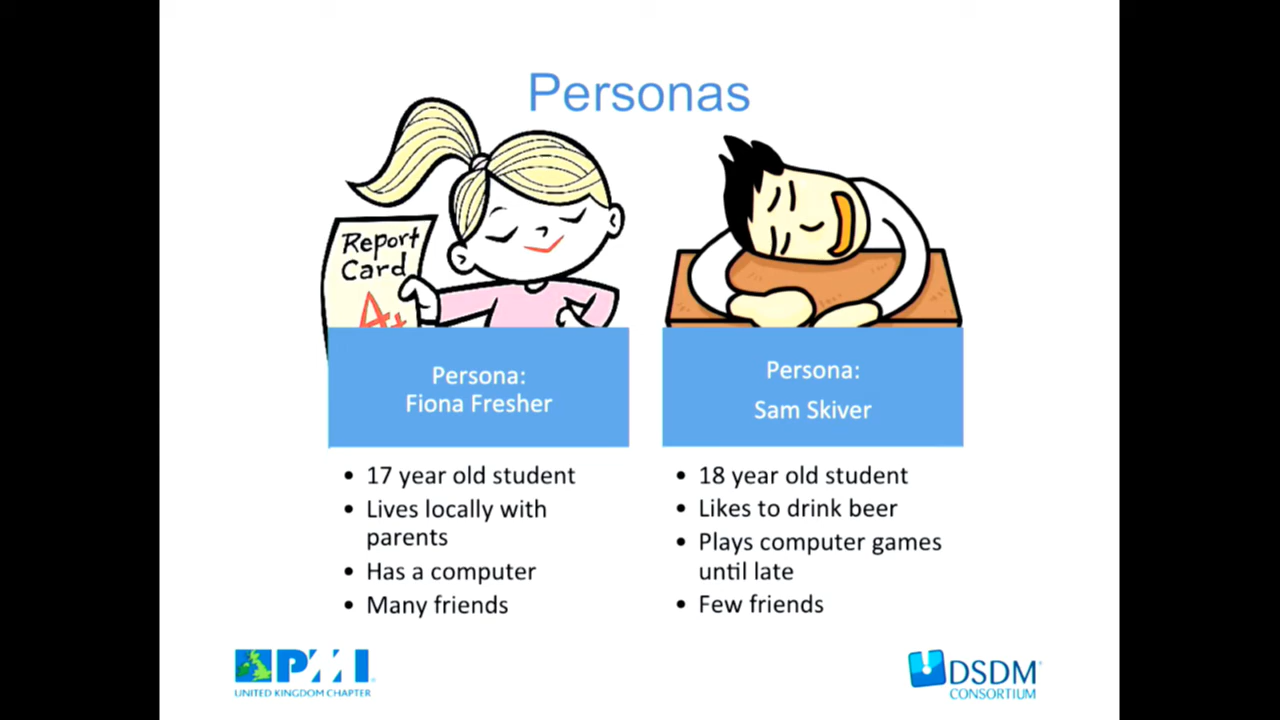 Personas
Report
Card
A+
Persona:
Fiona Fresher
• 17 year old student
• Lives locally with
parents
• Has a computer
• Many friends
Persona:
Sam Skiver
• 18 year old student
• Likes to drink beer
• Plays computer games
until late
• Few friends
PMI
UNITED KINGDOM CHAPTER
DSDM
CONSORTIUM